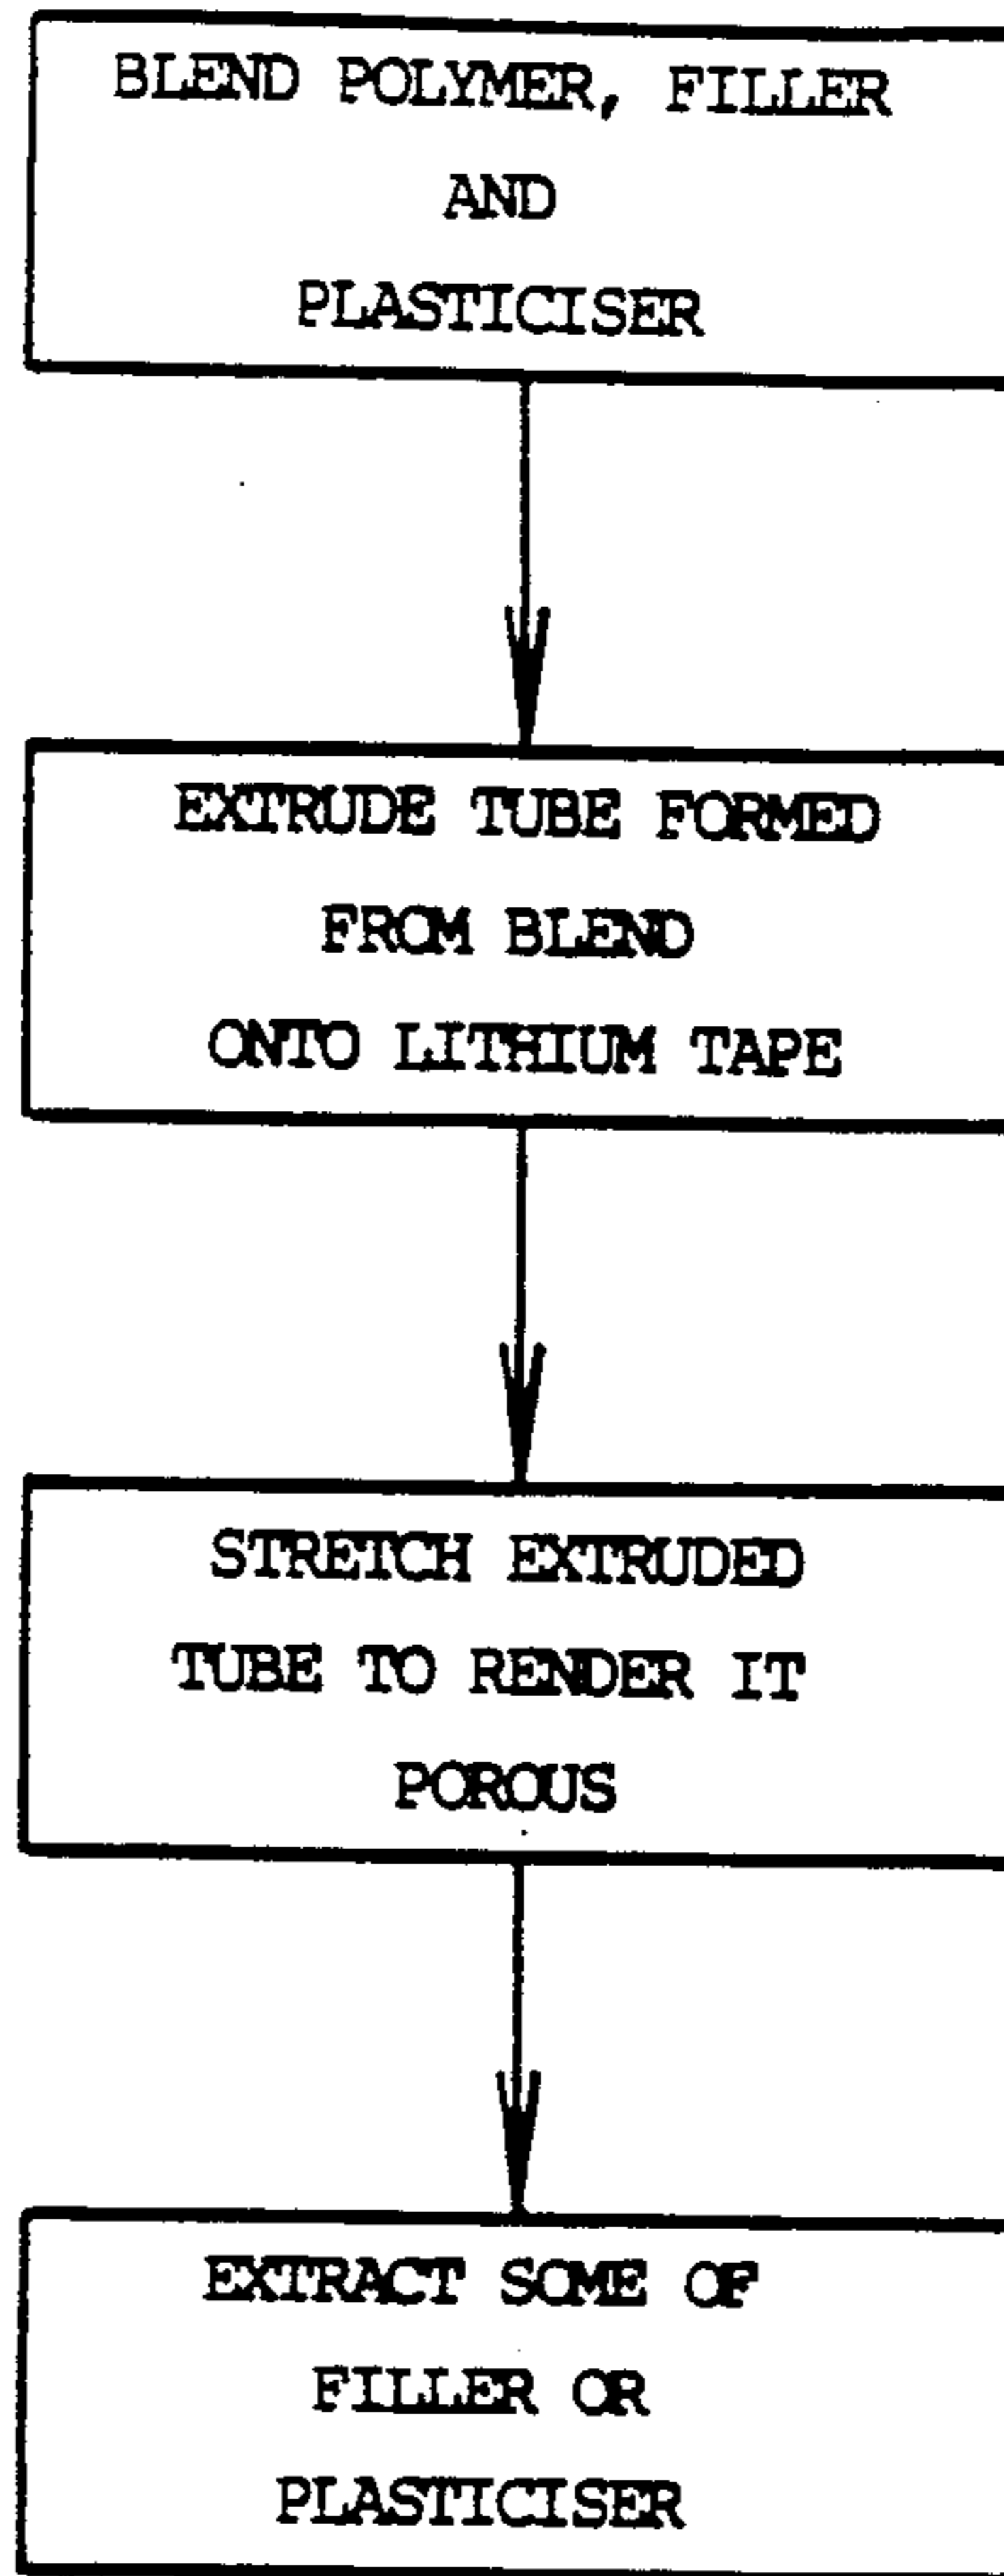 BLEND POLYMER, FILLER
AND
PLASTICISER
EXTRUDE TUBE FORMED
FROM BLEND
ONTO LITHIUM TAPE
STRETCH EXTRUDED
TUBE TO RENDER IT
POROUS
EXTRACT SOME OF
FILLER OR
PLASTICISER